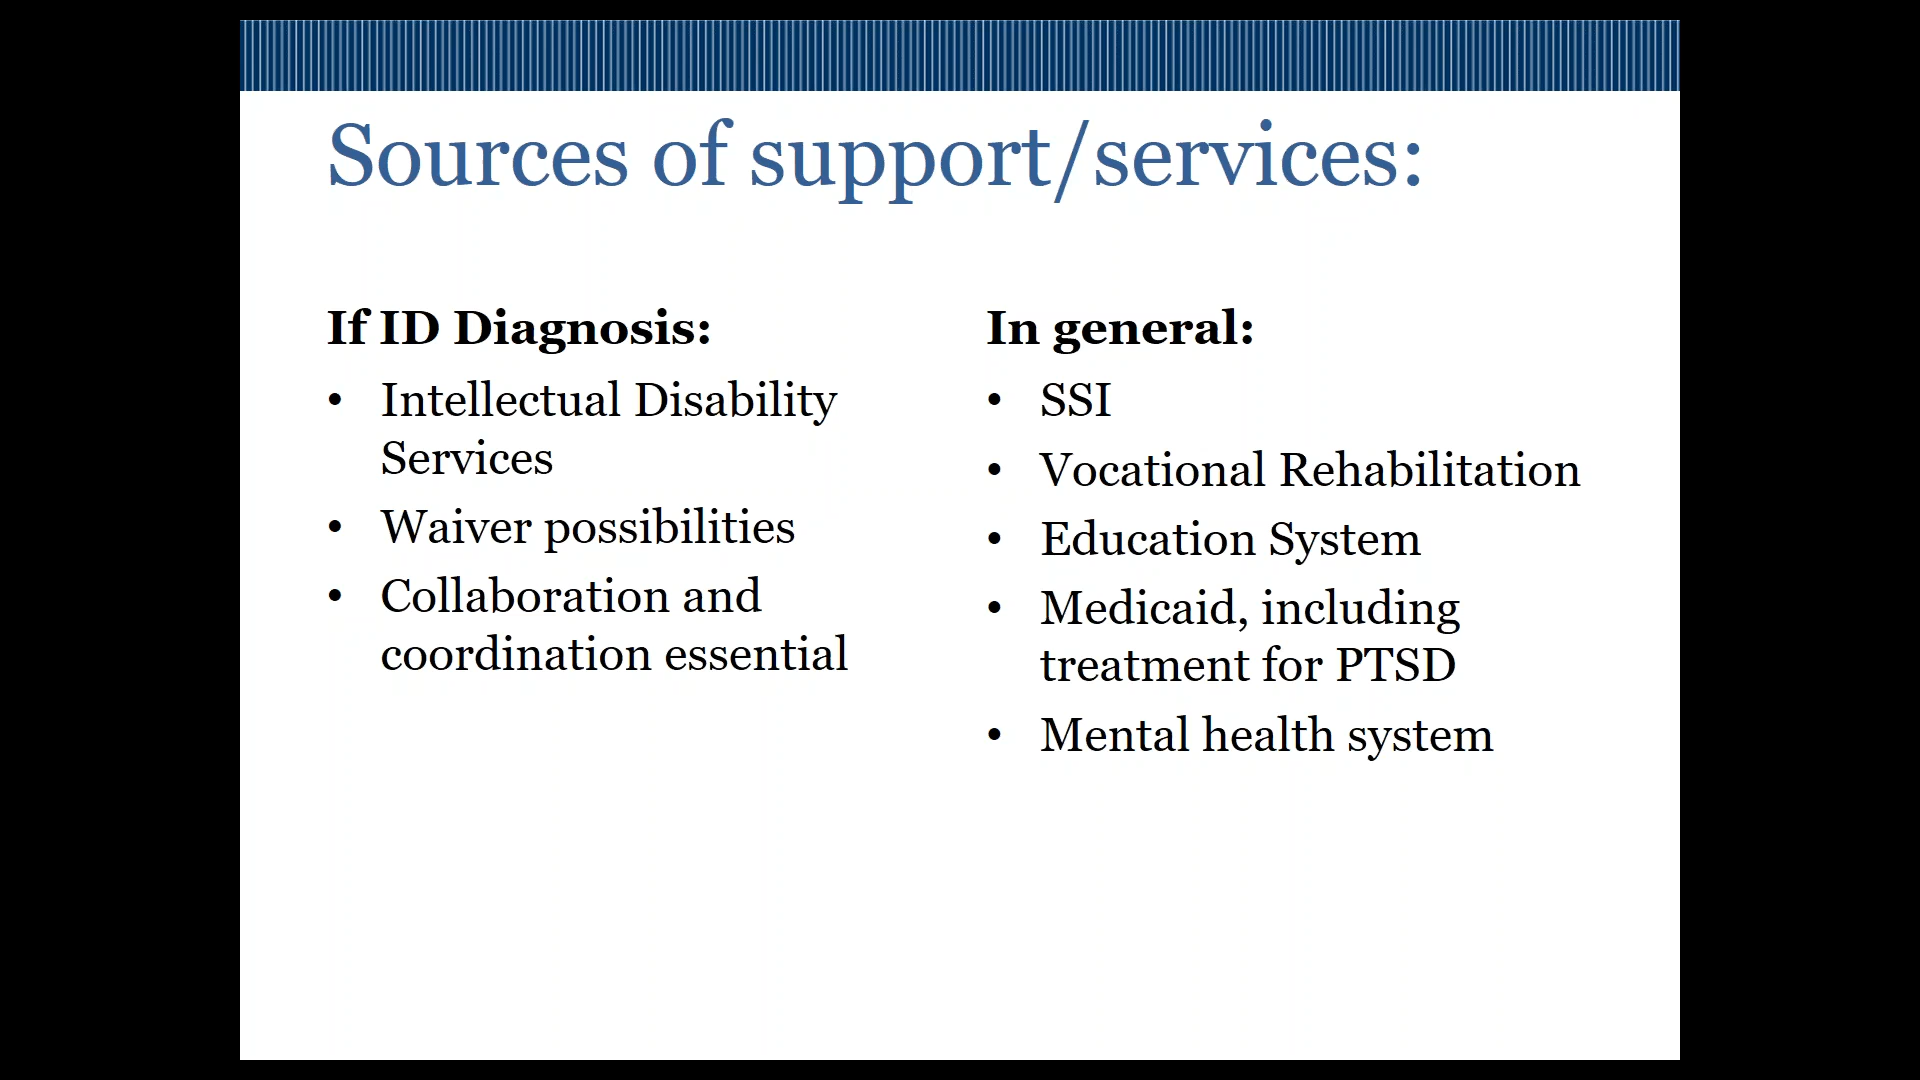 Sources of support/services:
If ID Diagnosis:
• Intellectual Disability
Services
• Waiver possibilities
• Collaboration and
coordination essential
In general:
• SSI
• Vocational Rehabilitation
• Education System
• Medicaid, including
treatment for PTSD
• Mental health system